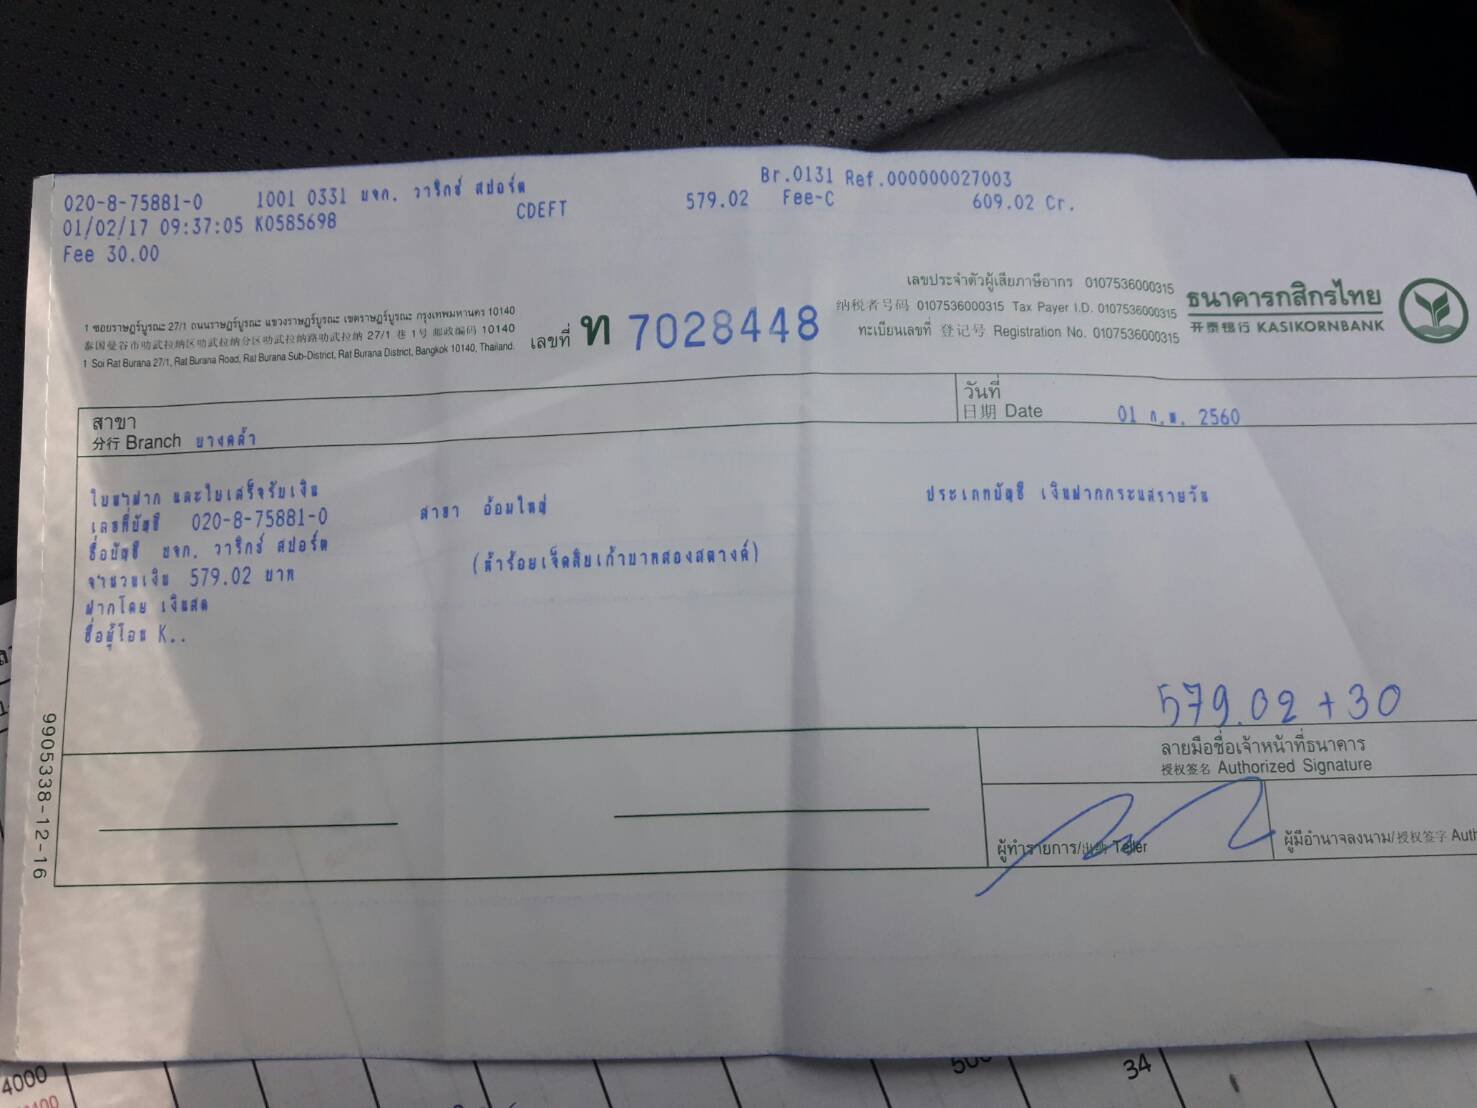 020-8-75881-0 1001 0331 บจก. วาริกซ์ สปอร์ต Br.0131 Ref.000000027003
01/02/17 09:37:05 K0585698 CDEFT 579.02 Fee-C 609.02 Cr.
Fee 30.00
เลขประจำตัวผู้เสียภาษีอากร 0107536000315
纳税者号码 0107536000315 Tax Payer I.D. 0107536000315
ทะเบียนเลขที่ 登记号 Registration No. 0107536000315
ธนาคารกสิกรไทย
开泰银行 KASIKORNBANK
1 ซอยราษฎร์บูรณะ 27/1 ถนนราษฎร์บูรณะ แขวงราษฎร์บูรณะ เขตราษฎร์บูรณะ กรุงเทพมหานคร 10140
泰国曼谷市叻武拉纳区叻武拉纳分区叻武拉纳路叻武拉纳 27/1 巷 1号 邮政编码 10140
1 Soi Rat Burana 27/1, Rat Burana Road, Rat Burana Sub-District, Rat Burana District, Bangkok 10140, Thailand.
เลขที่ ท 7028448
สาขา
分行 Branch บางคล้า
วันที่
日期 Date 01 ก.พ. 2560
ใบนำฝาก และใบเสร็จรับเงิน
เลขที่บัญชี 020-8-75881-0 สาขา อ้อมใหญ่ ประเภทบัญชี เงินฝากกระแสรายวัน
ชื่อบัญชี บจก. วาริกซ์ สปอร์ต
จำนวนเงิน 579.02 บาท (ห้าร้อยเจ็ดสิบเก้าบาทสองสตางค์)
ฝากโดย เงินสด
ชื่อผู้โอน K..
579.02 + 30
ลายมือชื่อเจ้าหน้าที่ธนาคาร
授权签名 Authorized Signature
ผู้ทำรายการ/出纳 Teller
ผู้มีอำนาจลงนาม/授权签字 Auth
9905338-12-16
4000
500
34